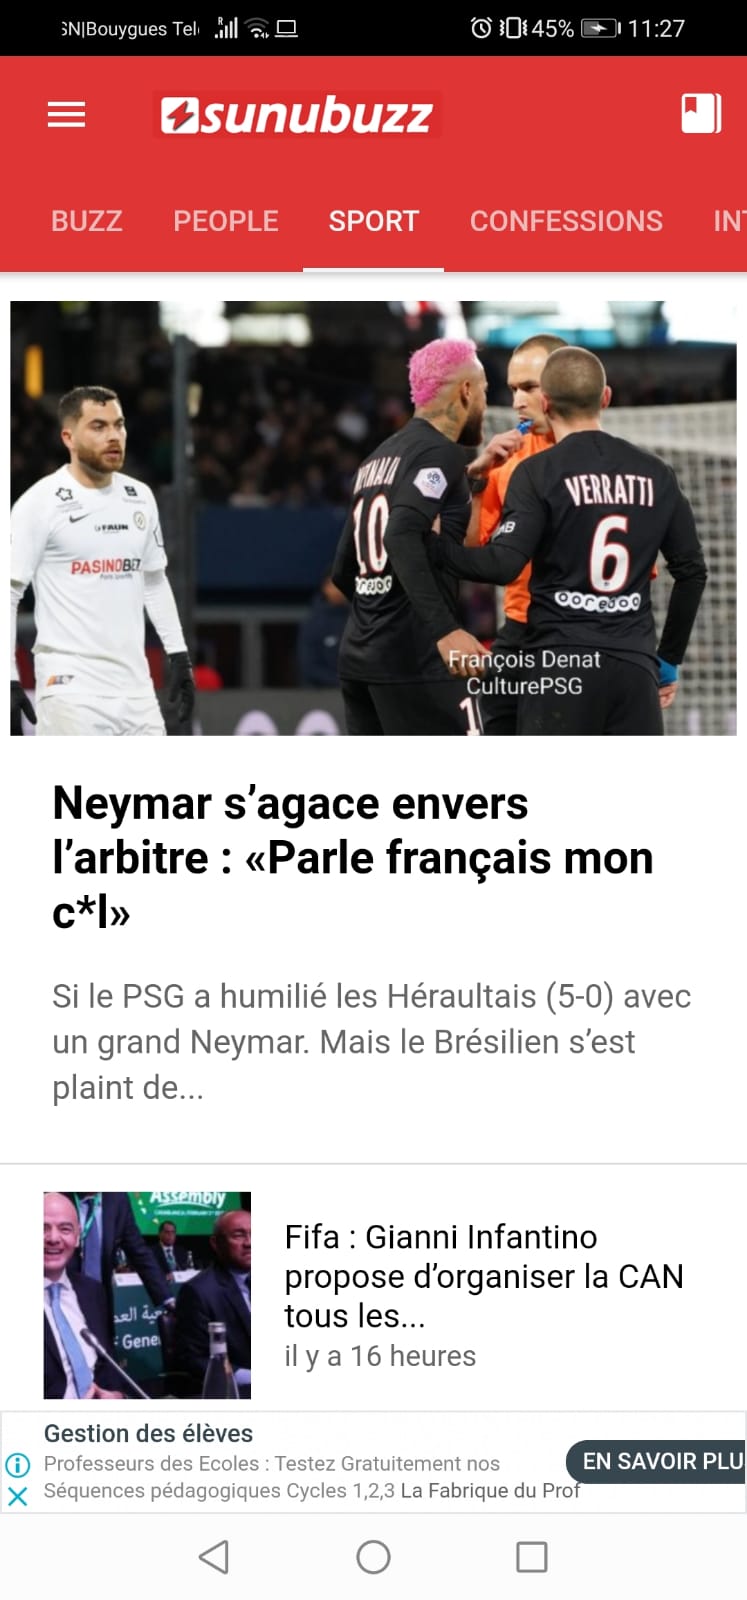 SN|Bouygues Tel
R
45%
11:27
sunubuzz
BUZZ PEOPLE SPORT CONFESSIONS INT
FAUN
PASINOBET
10
ooredoo
VERRATTI
6
ooredoo
François Denat
CulturePSG
Neymar s’agace envers
l’arbitre : «Parle français mon
c*l»
Si le PSG a humilié les Héraultais (5-0) avec
un grand Neymar. Mais le Brésilien s’est
plaint de...
Assembly
Gene
Fifa : Gianni Infantino
propose d’organiser la CAN
tous les...
il y a 16 heures
Gestion des élèves
Professeurs des Ecoles : Testez Gratuitement nos
Séquences pédagogiques Cycles 1,2,3 La Fabrique du Prof
EN SAVOIR PLU